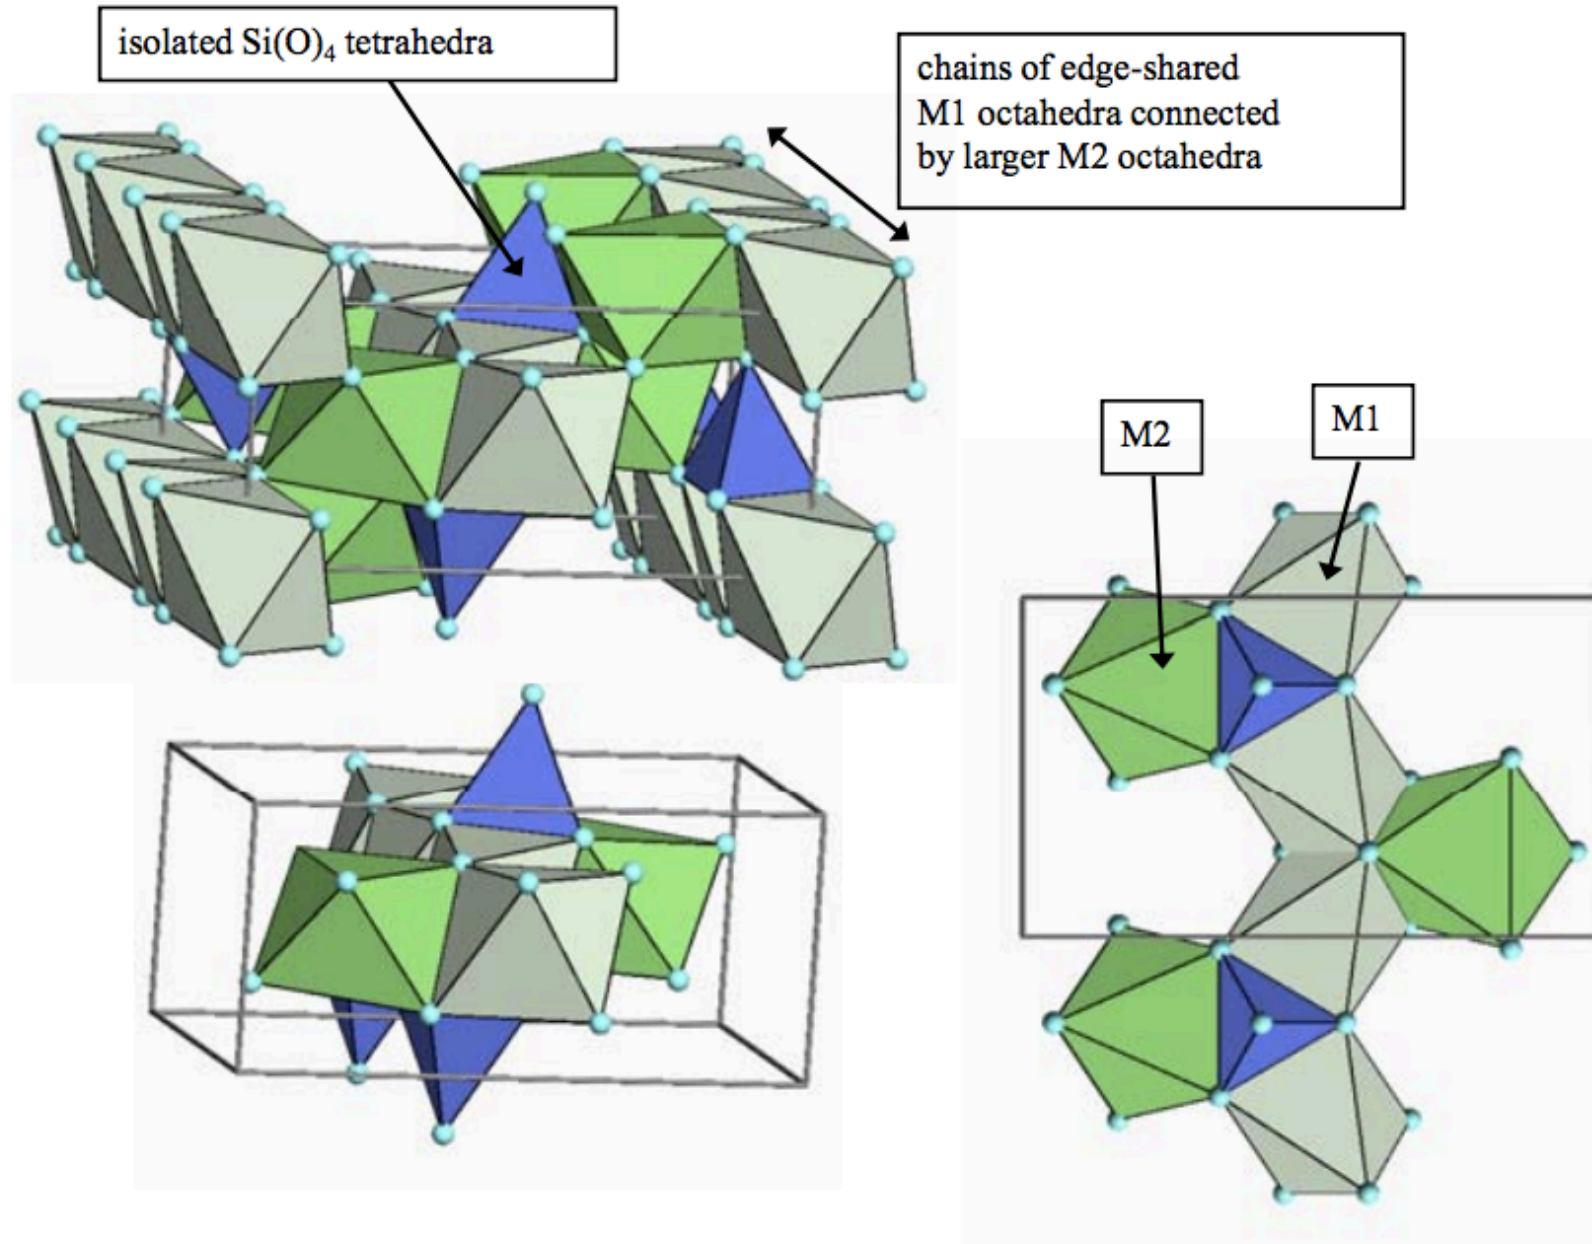 isolated Si(O)₄ tetrahedra
chains of edge-shared
M1 octahedra connected
by larger M2 octahedra
M2
M1